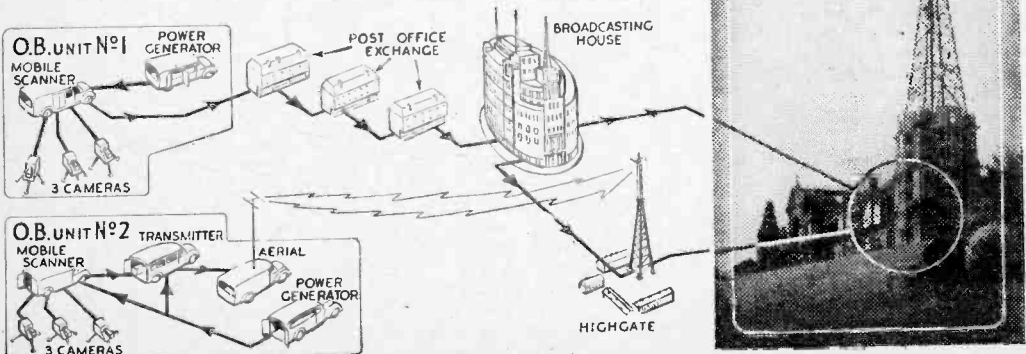 O.B. UNIT Nº1
POWER
GENERATOR
MOBILE
SCANNER
3 CAMERAS
POST OFFICE
EXCHANGE
BROADCASTING
HOUSE
O.B. UNIT Nº2
MOBILE
SCANNER
TRANSMITTER
AERIAL
POWER
GENERATOR
3 CAMERAS
HIGHGATE